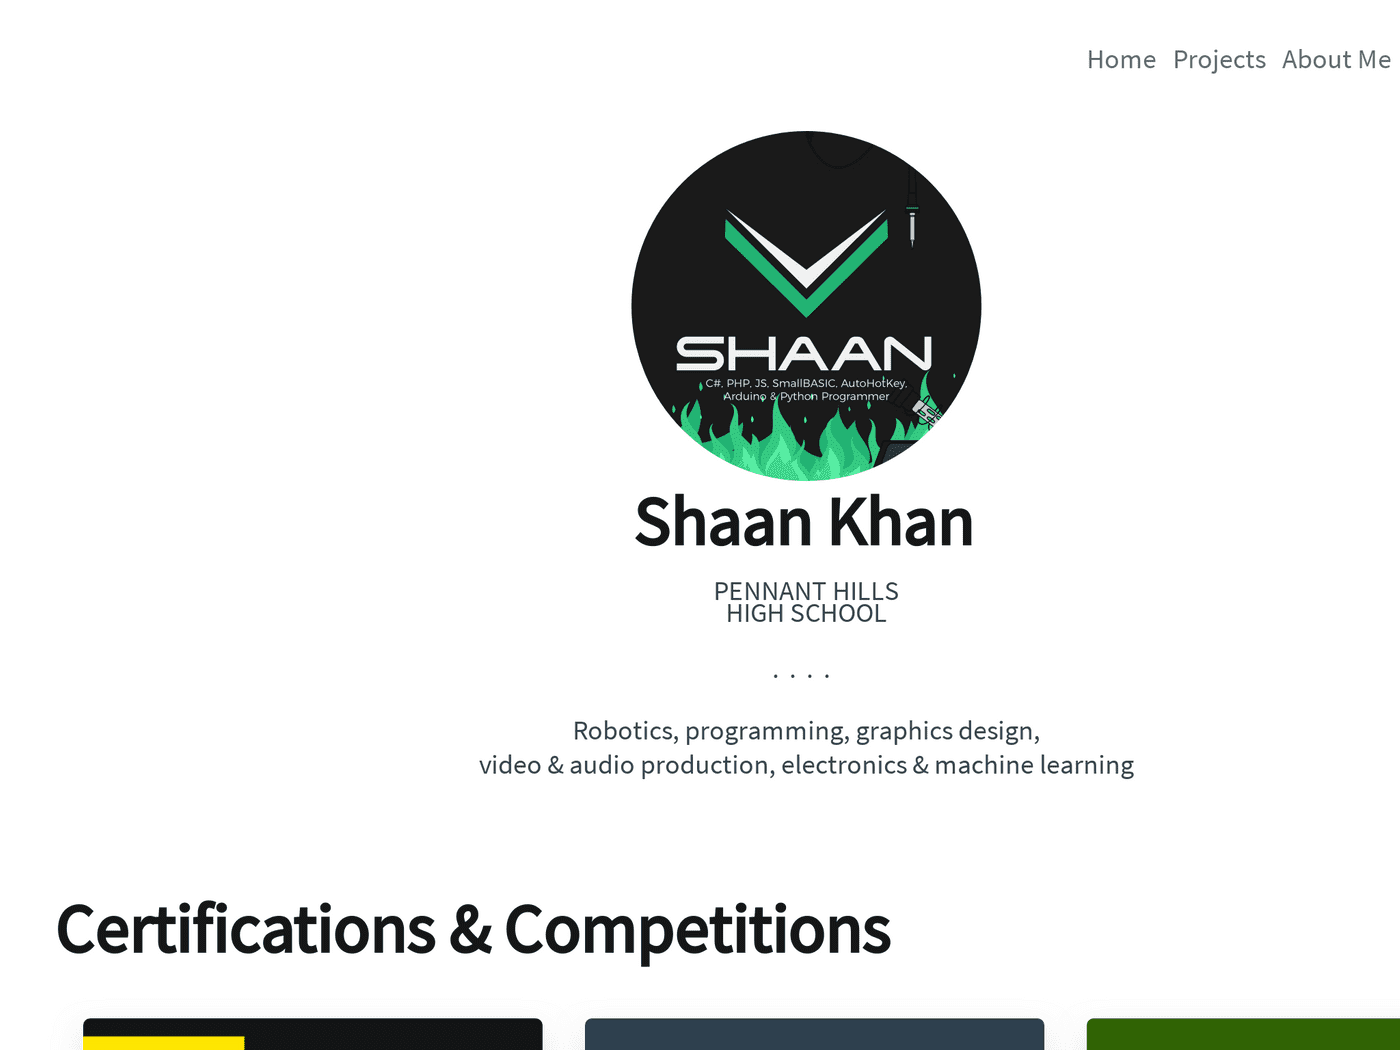 Home Projects About Me
SHAAN
C#, PHP, JS, SmallBASIC, AutoHotKey,
Arduino & Python Programmer
Shaan Khan
PENNANT HILLS
HIGH SCHOOL
. . . .
Robotics, programming, graphics design,
video & audio production, electronics & machine learning
Certifications & Competitions